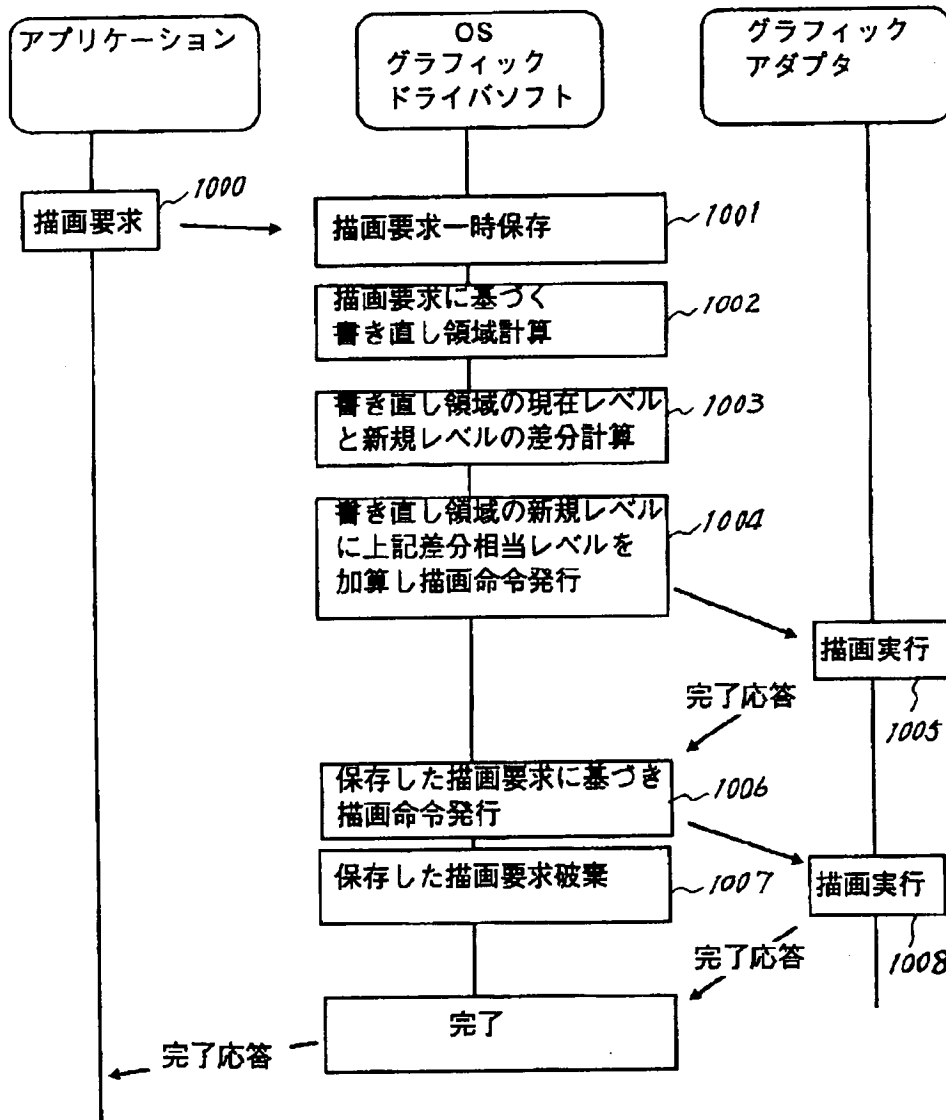 アプリケーション
OS
グラフィック
ドライバソフト
グラフィック
アダプタ
描画要求
1000
描画要求一時保存
1001
描画要求に基づく
書き直し領域計算
1002
書き直し領域の現在レベル
と新規レベルの差分計算
1003
書き直し領域の新規レベル
に上記差分相当レベルを
加算し描画命令発行
1004
描画実行
1005
完了応答
保存した描画要求に基づき
描画命令発行
1006
保存した描画要求破棄
1007
描画実行
1008
完了応答
完了
完了応答